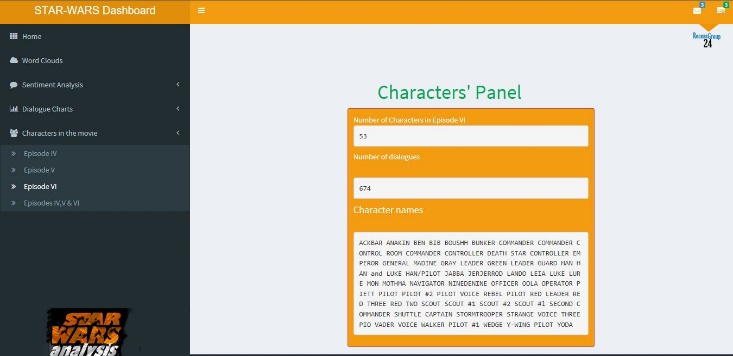 STAR-WARS Dashboard
3
5
Home
RecessGroup
24
Word Clouds
Sentiment Analysis
Dialogue Charts
Characters in the movie
Episode IV
Episode V
Episode VI
Episodes IV,V & VI
STAR
WARS
analysis
Characters' Panel
Number of Characters in Episode VI
53
Number of dialogues
674
Character names
ACKBAR ANAKIN BEN BIB BOUSHH BUNKER COMMANDER COMMANDER C
ONTROL ROOM COMMANDER CONTROLLER DEATH STAR CONTROLLER EM
PEROR GENERAL MADINE GRAY LEADER GREEN LEADER GUARD HAN H
AN and LUKE HAN/PILOT JABBA JERJERROD LANDO LEIA LUKE LUR
E MON MOTHMA NAVIGATOR NINEDENINE OFFICER OOLA OPERATOR P
IETT PILOT PILOT #2 PILOT VOICE REBEL PILOT RED LEADER RE
D THREE RED TWO SCOUT SCOUT #1 SCOUT #2 SCOUT #1 SECOND C
OMMANDER SHUTTLE CAPTAIN STORMTROOPER STRANGE VOICE THREE
PIO VADER VOICE WALKER PILOT #1 WEDGE Y-WING PILOT YODA